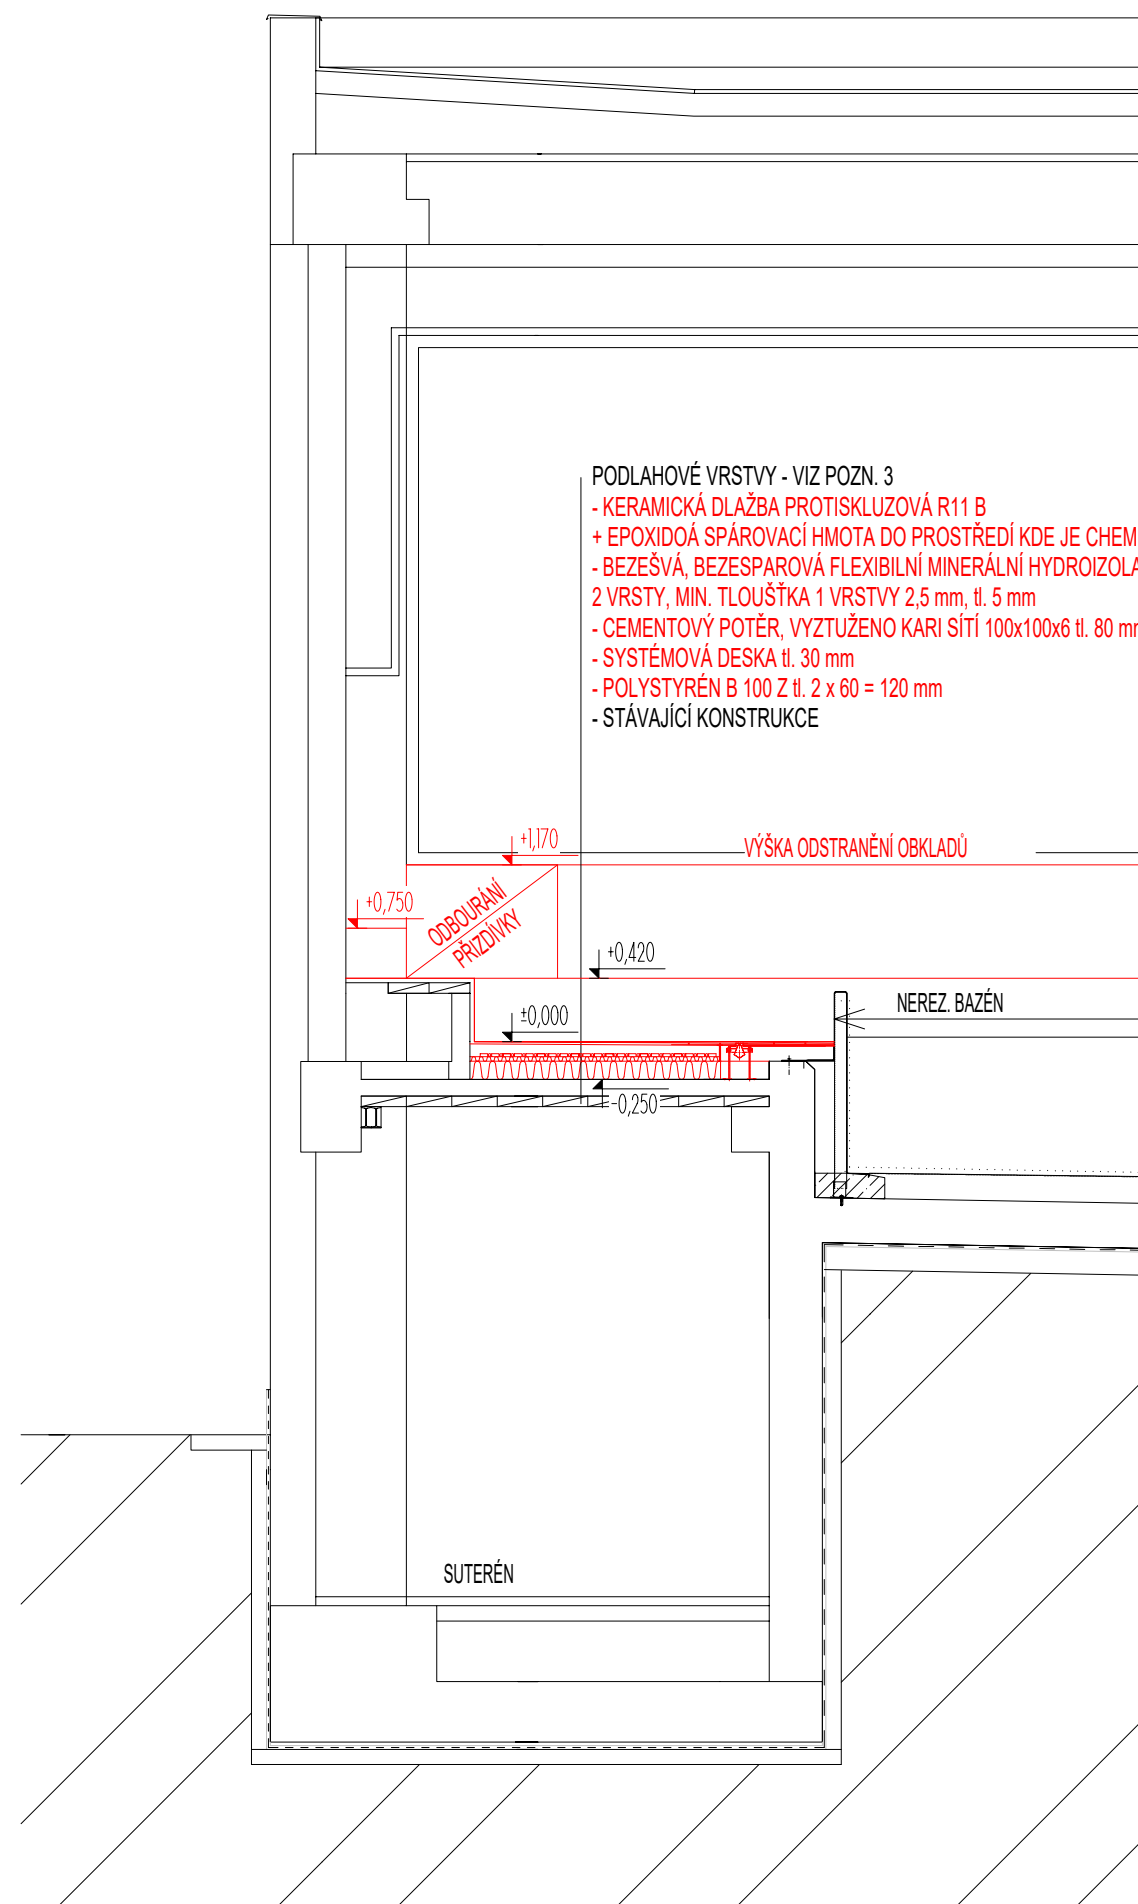 PODLAHOVÉ VRSTVY - VIZ POZN. 3
- KERAMICKÁ DLAŽBA PROTISKLUZOVÁ R11 B
+ EPOXIDOÁ SPÁROVACÍ HMOTA DO PROSTŘEDÍ KDE JE CHEM
- BEZEŠVÁ, BEZESPAROVÁ FLEXIBILNÍ MINERÁLNÍ HYDROIZOLA
2 VRSTY, MIN. TLOUŠŤKA 1 VRSTVY 2,5 mm, tl. 5 mm
- CEMENTOVÝ POTĚR, VYZTUŽENO KARI SÍTÍ 100x100x6 tl. 80 mm
- SYSTÉMOVÁ DESKA tl. 30 mm
- POLYSTYRÉN B 100 Z tl. 2 x 60 = 120 mm
- STÁVAJÍCÍ KONSTRUKCE
+1,170
VÝŠKA ODSTRANĚNÍ OBKLADŮ
+0,750
ODBOURÁNÍ
PŘIZDÍVKY
+0,420
±0,000
NEREZ. BAZÉN
-0,250
SUTERÉN